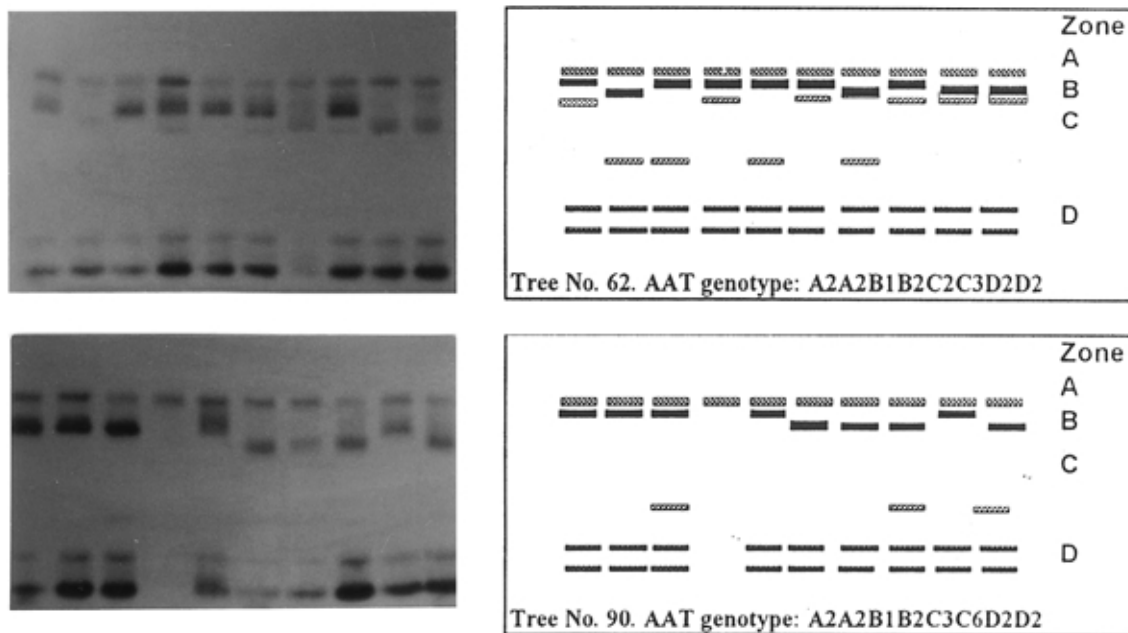 Zone
A
B
C
D
Tree No. 62. AAT genotype: A2A2B1B2C2C3D2D2
Zone
A
B
C
D
Tree No. 90. AAT genotype: A2A2B1B2C3C6D2D2